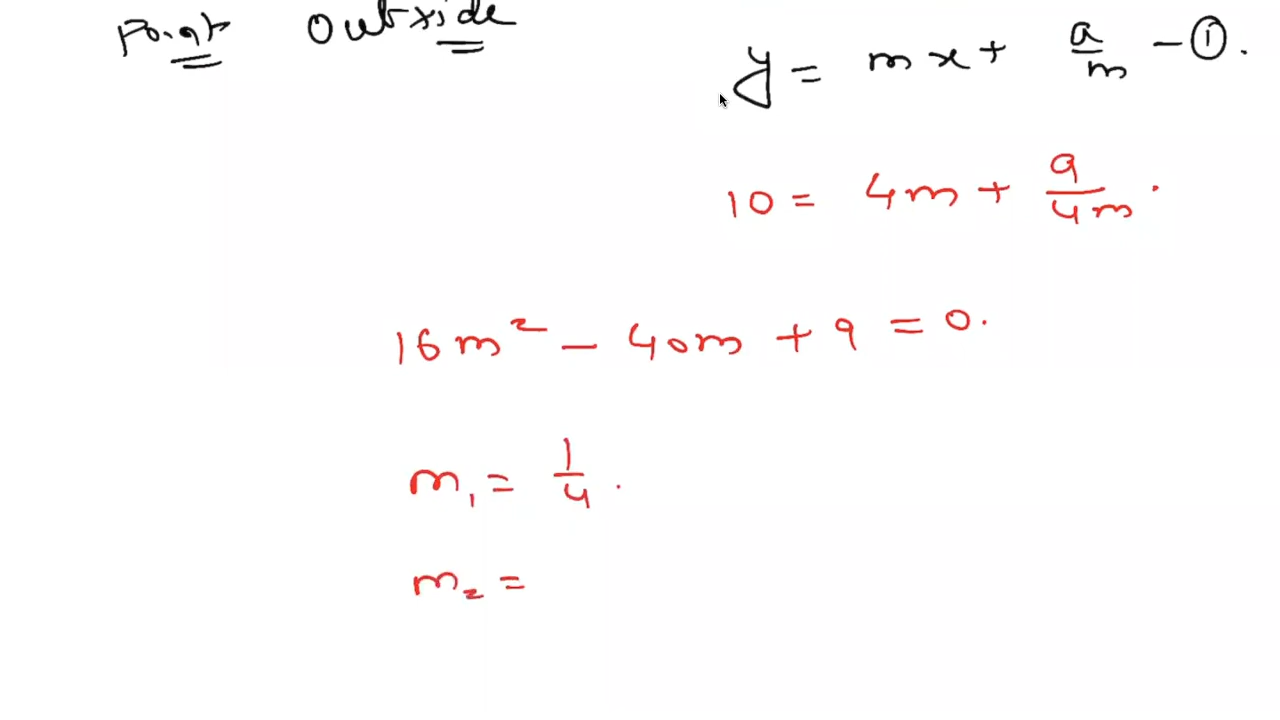 Point Outside
y = mx + a/m - ①.
10 = 4m + 9/4m.
16m² - 40m + 9 = 0.
m₁ = 1/4.
m₂ =